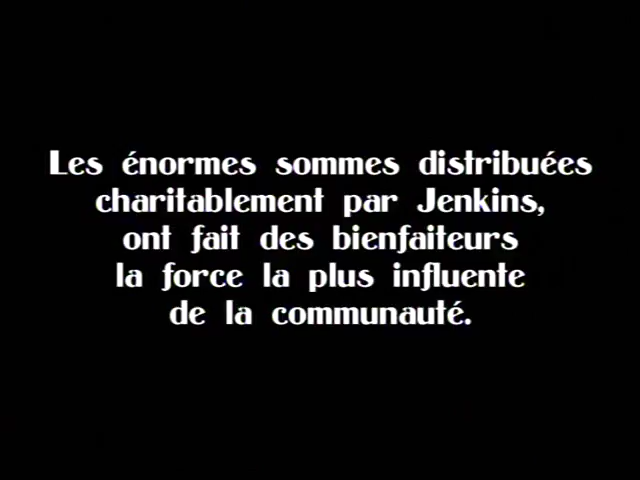 Les énormes sommes distribuées
charitablement par Jenkins,
ont fait des bienfaiteurs
la force la plus influente
de la communauté.